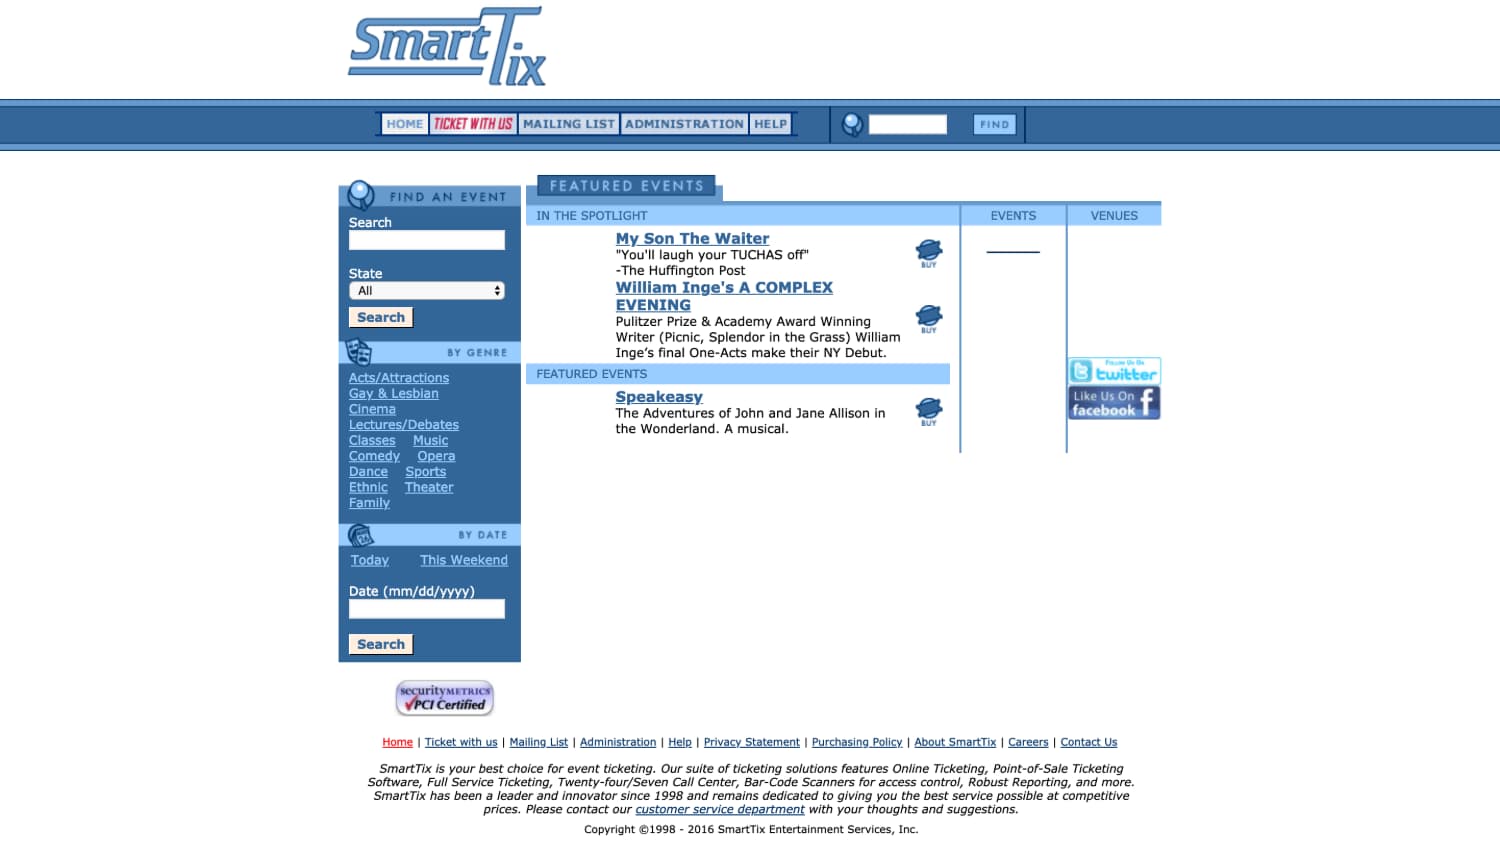 SmartTix
HOME TICKET WITH US MAILING LIST ADMINISTRATION HELP FIND
FIND AN EVENT
Search
State
All
Search
BY GENRE
Acts/Attractions
Gay & Lesbian
Cinema
Lectures/Debates
Classes Music
Comedy Opera
Dance Sports
Ethnic Theater
Family
BY DATE
Today This Weekend
Date (mm/dd/yyyy)
Search
securityMETRICS
PCI Certified
FEATURED EVENTS
IN THE SPOTLIGHT
My Son The Waiter
"You'll laugh your TUCHAS off"
-The Huffington Post
BUY
William Inge's A COMPLEX
EVENING
Pulitzer Prize & Academy Award Winning
Writer (Picnic, Splendor in the Grass) William
Inge’s final One-Acts make their NY Debut.
BUY
FEATURED EVENTS
Speakeasy
The Adventures of John and Jane Allison in
the Wonderland. A musical.
BUY
EVENTS
VENUES
Follow Us On
twitter
Like Us On
facebook
Home | Ticket with us | Mailing List | Administration | Help | Privacy Statement | Purchasing Policy | About SmartTix | Careers | Contact Us
SmartTix is your best choice for event ticketing. Our suite of ticketing solutions features Online Ticketing, Point-of-Sale Ticketing
Software, Full Service Ticketing, Twenty-four/Seven Call Center, Bar-Code Scanners for access control, Robust Reporting, and more.
SmartTix has been a leader and innovator since 1998 and remains dedicated to giving you the best service possible at competitive
prices. Please contact our customer service department with your thoughts and suggestions.
Copyright ©1998 - 2016 SmartTix Entertainment Services, Inc.